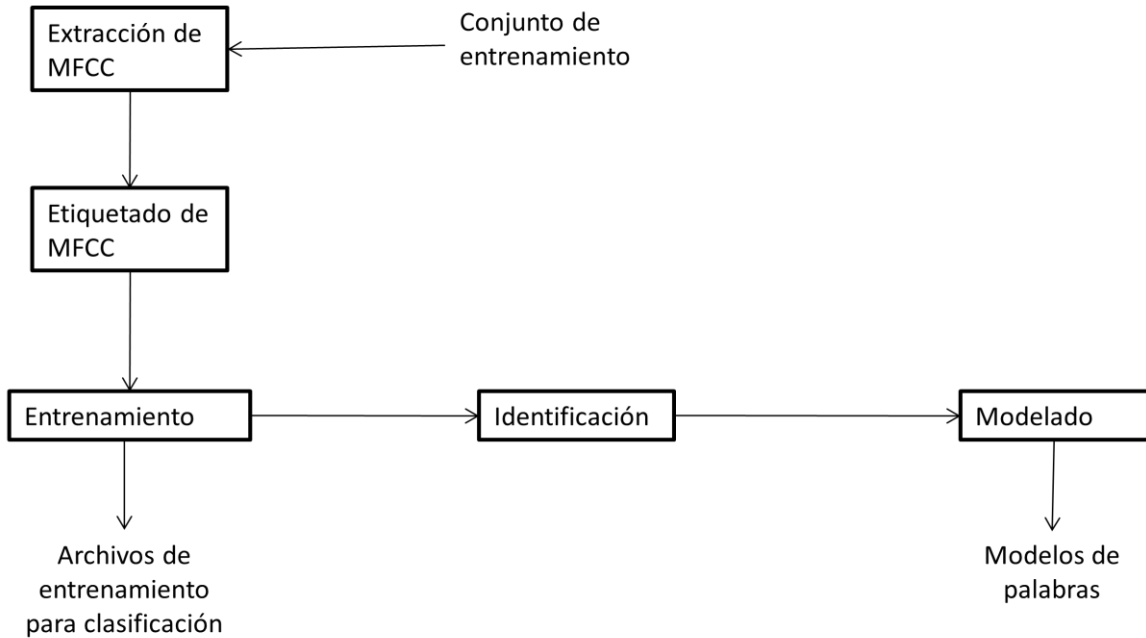 Extracción de
MFCC
Conjunto de
entrenamiento
Etiquetado de
MFCC
Entrenamiento
Identificación
Modelado
Archivos de
entrenamiento
para clasificación
Modelos de
palabras